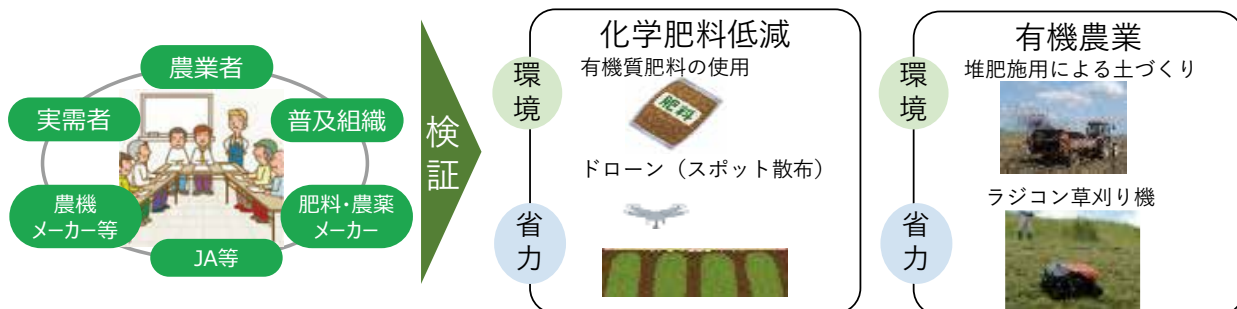 農業者
実需者
普及組織
農機
メーカー等
肥料・農薬
メーカー
JA等
検証
化学肥料低減
環境
有機質肥料の使用
肥料
ドローン（スポット散布）
省力
有機農業
環境
堆肥施用による土づくり
ラジコン草刈り機
省力